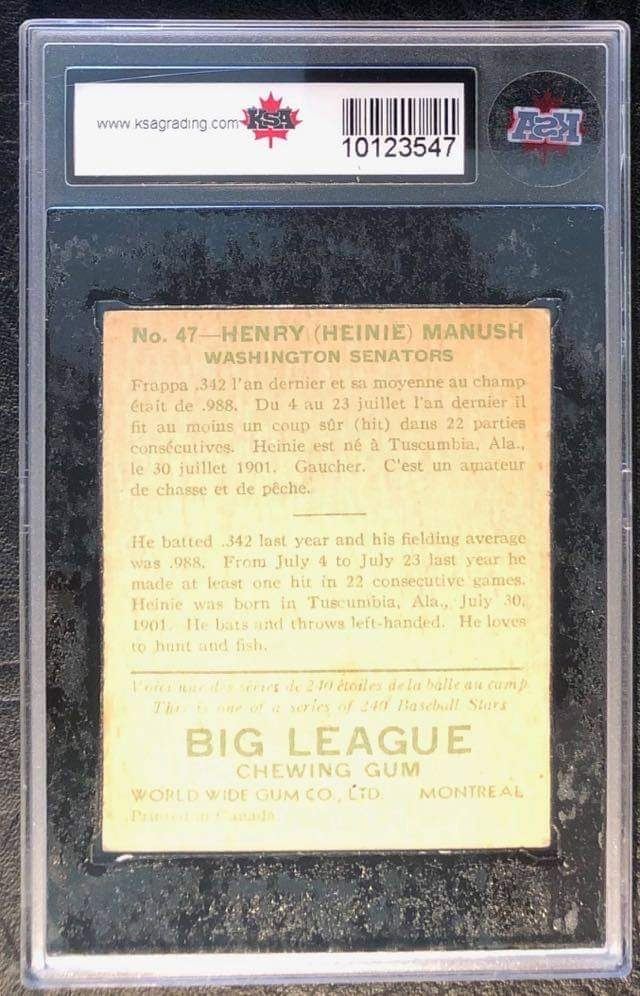 www.ksagrading.com
KSA
10123547
KSA
No. 47—HENRY (HEINIE) MANUSH
WASHINGTON SENATORS
Frappa .342 l'an dernier et sa moyenne au champ
était de .988. Du 4 au 23 juillet l'an dernier il
fit au moins un coup sûr (hit) dans 22 parties
consécutives. Heinie est né à Tuscumbia, Ala.,
le 30 juillet 1901. Gaucher. C'est un amateur
de chasse et de pêche.
He batted .342 last year and his fielding average
was .988. From July 4 to July 23 last year he
made at least one hit in 22 consecutive games.
Heinie was born in Tuscumbia, Ala., July 30,
1901. He bats and throws left-handed. He loves
to hunt and fish.
Voici une des séries de 240 étoiles de la balle au camp
This is one of a series of 240 Baseball Stars
BIG LEAGUE
CHEWING GUM
WORLD WIDE GUM CO., LTD. MONTREAL
Printed in Canada